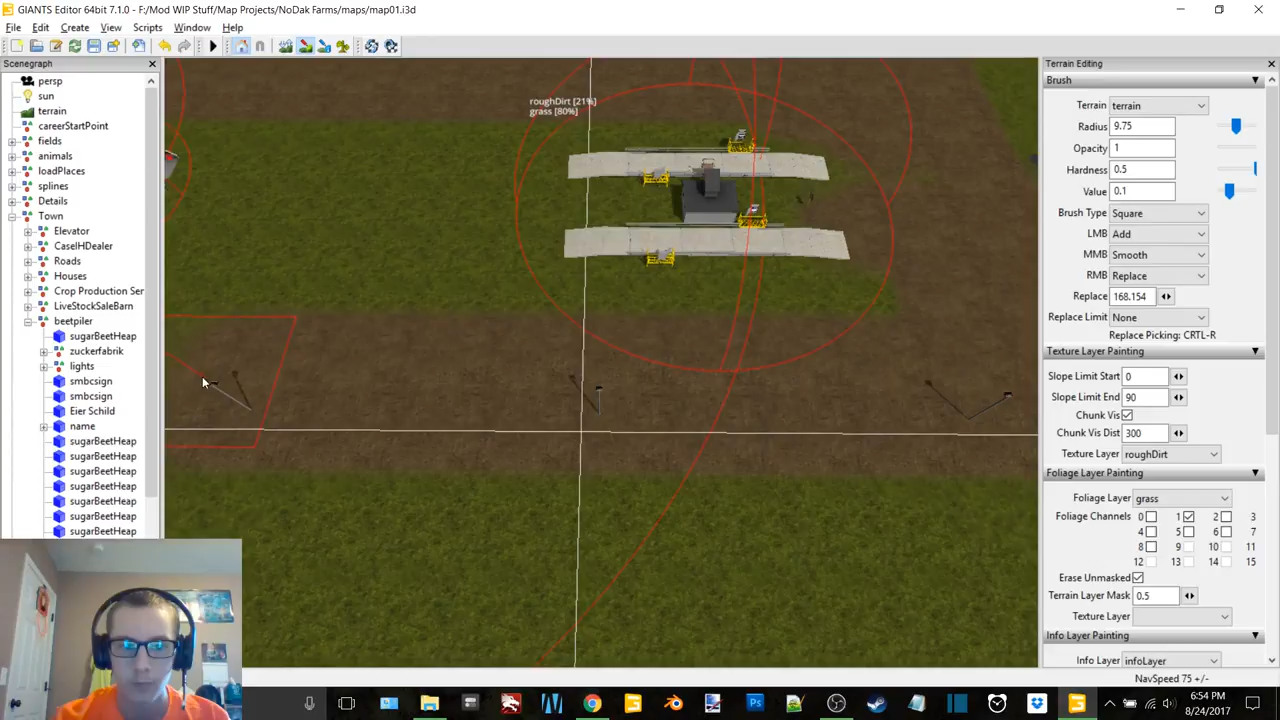 GIANTS Editor 64bit 7.1.0 - F:/Mod WIP Stuff/Map Projects/NoDak Farms/maps/map01.i3d
File Edit Create View Scripts Window Help
Scenegraph
persp
sun
terrain
careerStartPoint
fields
animals
loadPlaces
splines
Details
Town
Elevator
CaseIHDealer
Roads
Houses
Crop Production Ser
LiveStockSaleBarn
beetpiler
sugarBeetHeap
zuckerfabrik
lights
smbcsign
smbcsign
Eier Schild
name
sugarBeetHeap
sugarBeetHeap
sugarBeetHeap
sugarBeetHeap
sugarBeetHeap
sugarBeetHeap
sugarBeetHeap
roughDirt [21%]
grass [80%]
Terrain Editing
Brush
Terrain terrain
Radius 9.75
Opacity 1
Hardness 0.5
Value 0.1
Brush Type Square
LMB Add
MMB Smooth
RMB Replace
Replace 168.154
Replace Limit None
Replace Picking: CRTL-R
Texture Layer Painting
Slope Limit Start 0
Slope Limit End 90
Chunk Vis
Chunk Vis Dist 300
Texture Layer roughDirt
Foliage Layer Painting
Foliage Layer grass
Foliage Channels 0 1 2 3
4 5 6 7
8 9 10 11
12 13 14 15
Erase Unmasked
Terrain Layer Mask 0.5
Texture Layer
Info Layer Painting
Info Layer infoLayer
NavSpeed 75 +/-
6:54 PM
8/24/2017